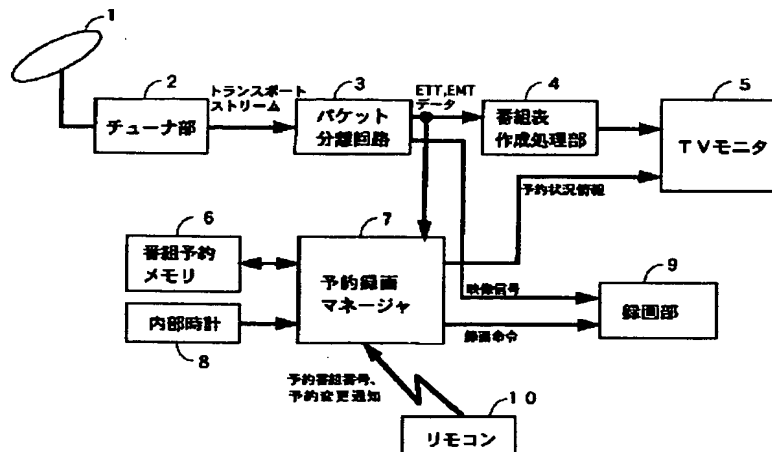 1
2
チューナ部
トランスポート
ストリーム
3
パケット
分離回路
ETT,EMT
データ
4
番組表
作成処理部
5
TVモニタ
予約状況情報
6
番組予約
メモリ
7
予約録画
マネージャ
内部時計
8
映像信号
録画命令
9
録画部
予約番組番号、
予約変更通知
10
リモコン